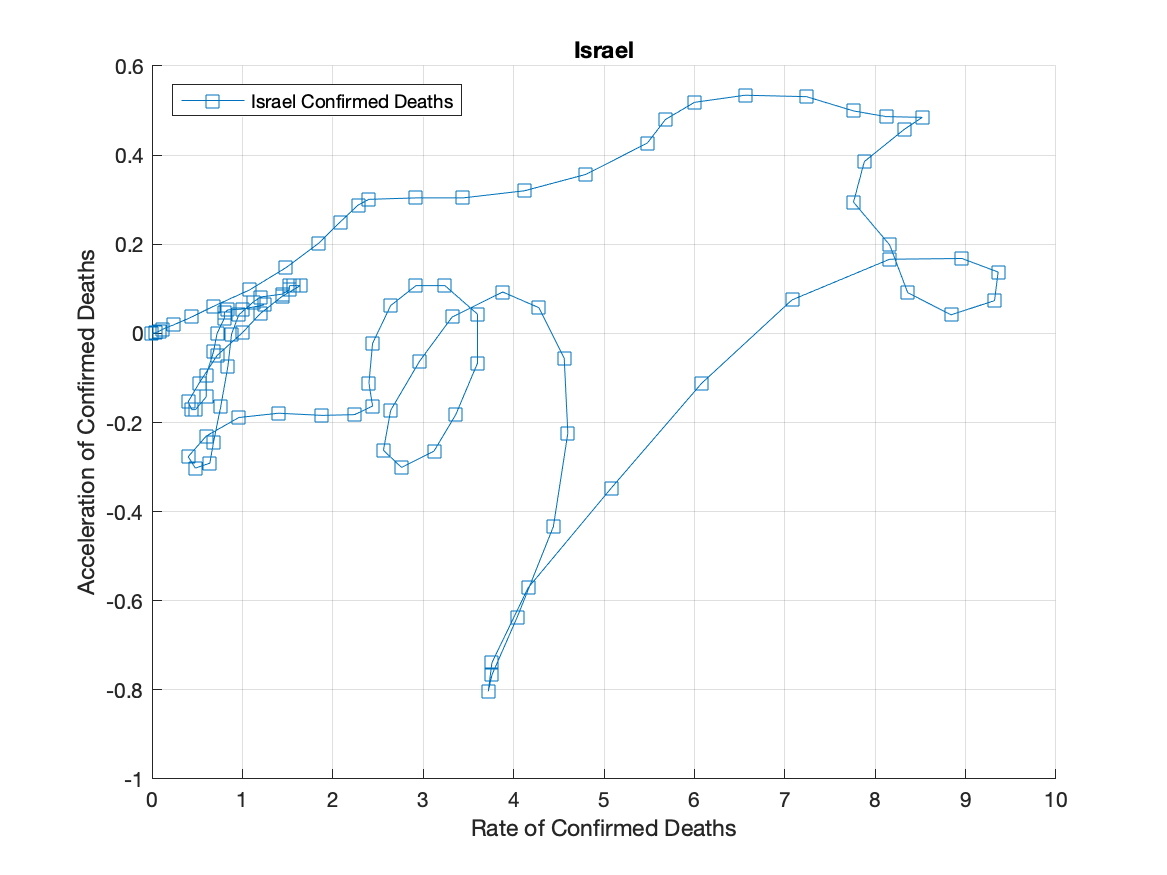 Israel
Israel Confirmed Deaths
0.6
0.4
0.2
0
-0.2
-0.4
-0.6
-0.8
-1
0 1 2 3 4 5 6 7 8 9 10
Acceleration of Confirmed Deaths
Rate of Confirmed Deaths